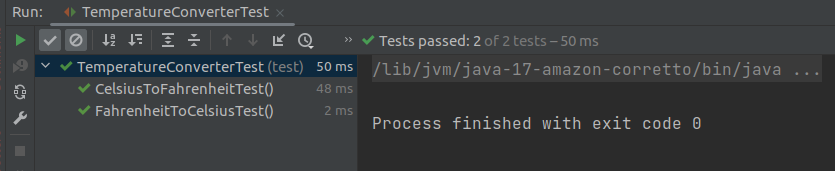 Run: TemperatureConverterTest ×
» Tests passed: 2 of 2 tests – 50 ms
TemperatureConverterTest (test) 50 ms
CelsiusToFahrenheitTest() 48 ms
FahrenheitToCelsiusTest() 2 ms
/lib/jvm/java-17-amazon-corretto/bin/java ...
Process finished with exit code 0